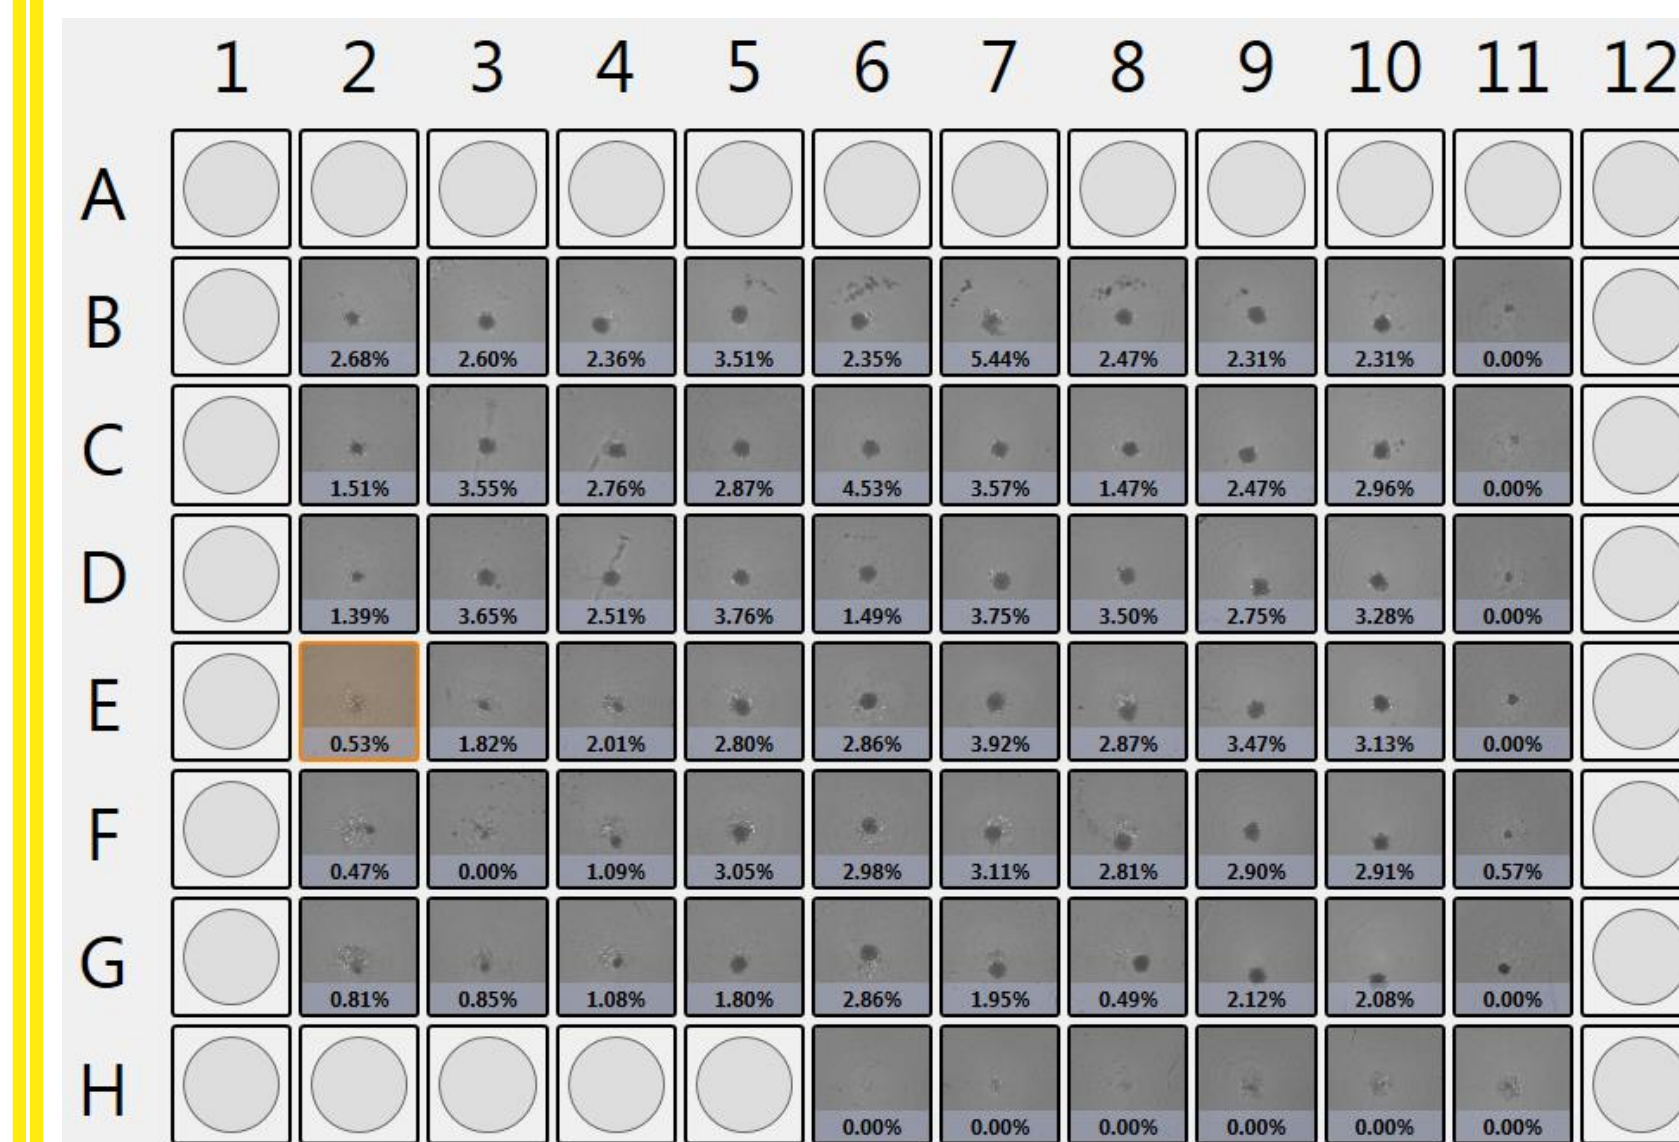 1 2 3 4 5 6 7 8 9 10 11 12
A
B
2.68% 2.60% 2.36% 3.51% 2.35% 5.44% 2.47% 2.31% 2.31% 0.00%
C
1.51% 3.55% 2.76% 2.87% 4.53% 3.57% 1.47% 2.47% 2.96% 0.00%
D
1.39% 3.65% 2.51% 3.76% 1.49% 3.75% 3.50% 2.75% 3.28% 0.00%
E
0.53% 1.82% 2.01% 2.80% 2.86% 3.92% 2.87% 3.47% 3.13% 0.00%
F
0.47% 0.00% 1.09% 3.05% 2.98% 3.11% 2.81% 2.90% 2.91% 0.57%
G
0.81% 0.85% 1.08% 1.80% 2.86% 1.95% 0.49% 2.12% 2.08% 0.00%
H
0.00% 0.00% 0.00% 0.00% 0.00% 0.00%